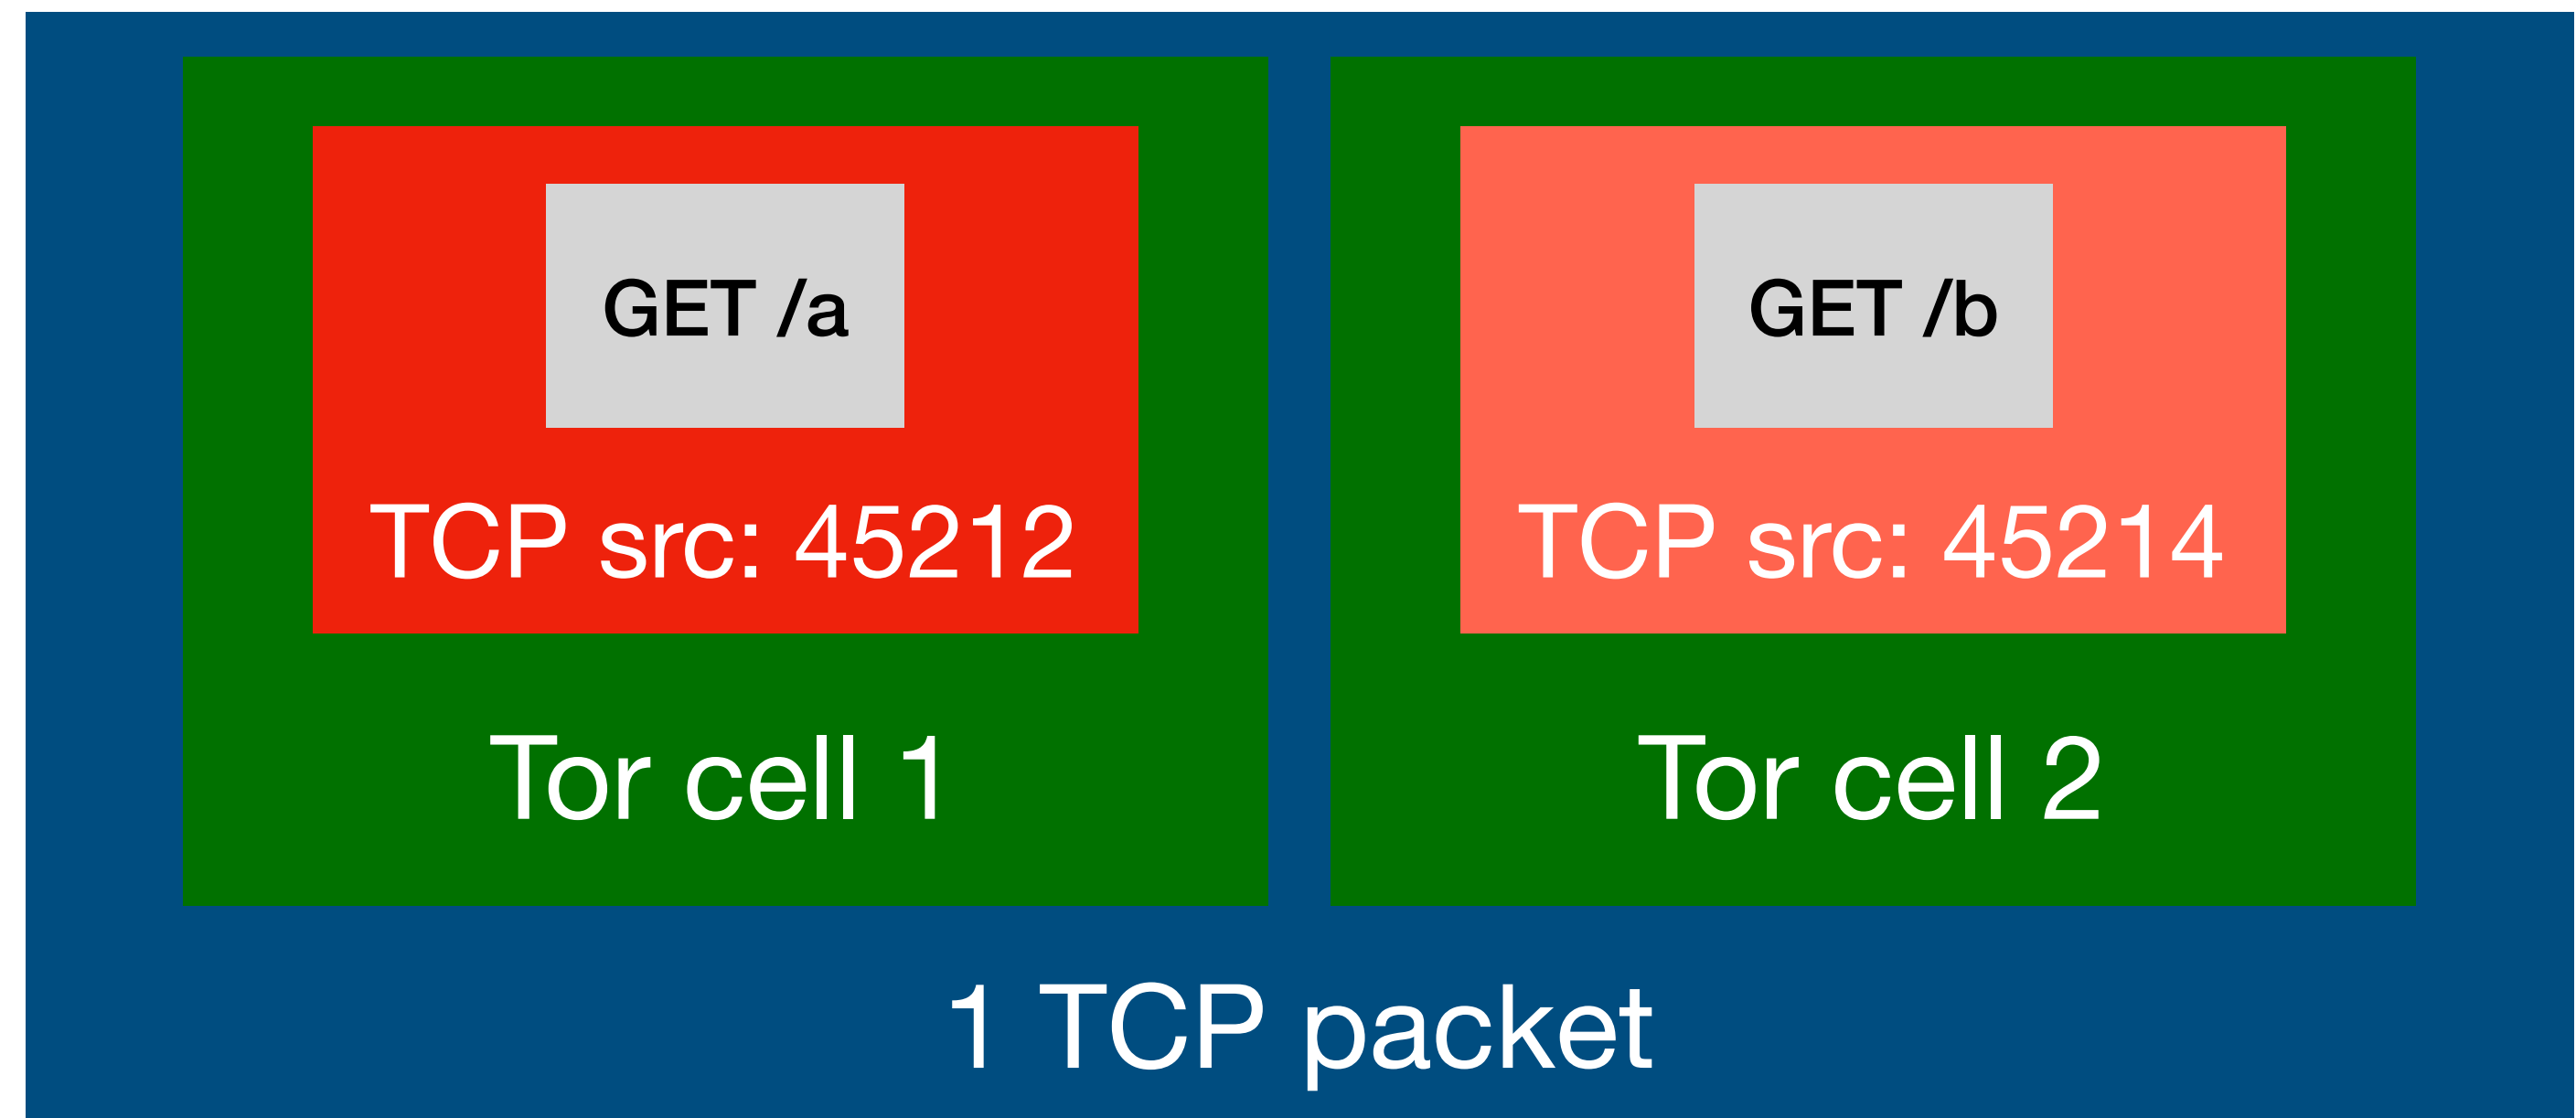 GET /a
TCP src: 45212
Tor cell 1
GET /b
TCP src: 45214
Tor cell 2
1 TCP packet